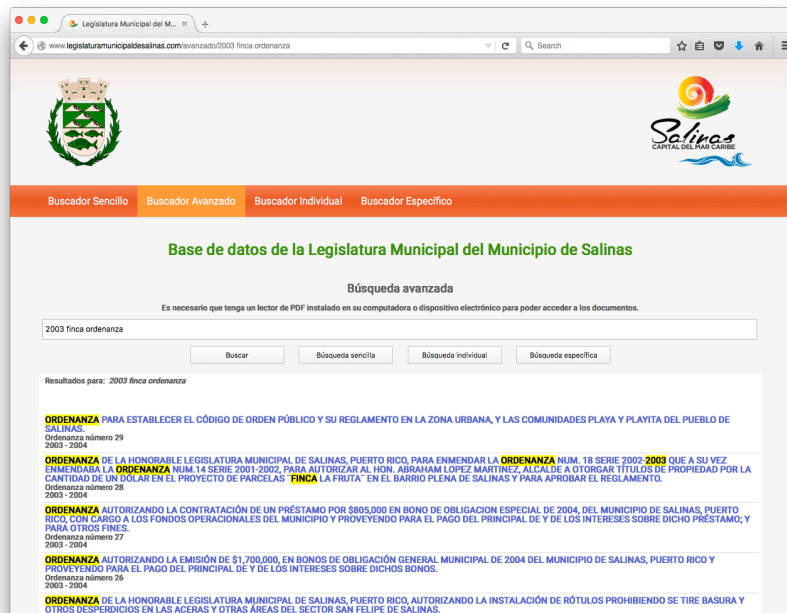 Legislatura Municipal del M...
www.legislaturamunicipaldesalinas.com/avanzado/2003 finca ordenanza
Search
Salinas
CAPITAL DEL MAR CARIBE
Buscador Sencillo Buscador Avanzado Buscador Individual Buscador Específico
Base de datos de la Legislatura Municipal del Municipio de Salinas
Búsqueda avanzada
Es necesario que tenga un lector de PDF instalado en su computadora o dispositivo electrónico para poder acceder a los documentos.
2003 finca ordenanza
Buscar Búsqueda sencilla Búsqueda individual Búsqueda específica
Resultados para: 2003 finca ordenanza
ORDENANZA PARA ESTABLECER EL CÓDIGO DE ORDEN PÚBLICO Y SU REGLAMENTO EN LA ZONA URBANA, Y LAS COMUNIDADES PLAYA Y PLAYITA DEL PUEBLO DE
SALINAS.
Ordenanza número 29
2003 - 2004
ORDENANZA DE LA HONORABLE LEGISLATURA MUNICIPAL DE SALINAS, PUERTO RICO, PARA ENMENDAR LA ORDENANZA NUM. 18 SERIE 2002-2003 QUE A SU VEZ
ENMENDABA LA ORDENANZA NUM.14 SERIE 2001-2002, PARA AUTORIZAR AL HON. ABRAHAM LOPEZ MARTINEZ, ALCALDE A OTORGAR TÍTULOS DE PROPIEDAD POR LA
CANTIDAD DE UN DÓLAR EN EL PROYECTO DE PARCELAS ¨FINCA LA FRUTA¨ EN EL BARRIO PLENA DE SALINAS Y PARA APROBAR EL REGLAMENTO.
Ordenanza número 28
2003 - 2004
ORDENANZA AUTORIZANDO LA CONTRATACIÓN DE UN PRÉSTAMO POR $805,000 EN BONO DE OBLIGACION ESPECIAL DE 2004, DEL MUNICIPIO DE SALINAS, PUERTO
RICO, CON CARGO A LOS FONDOS OPERACIONALES DEL MUNICIPIO Y PROVEYENDO PARA EL PAGO DEL PRINCIPAL DE Y DE LOS INTERESES SOBRE DICHO PRÉSTAMO; Y
PARA OTROS FINES.
Ordenanza número 27
2003 - 2004
ORDENANZA AUTORIZANDO LA EMISIÓN DE $1,700,000, EN BONOS DE OBLIGACIÓN GENERAL MUNICIPAL DE 2004 DEL MUNICIPIO DE SALINAS, PUERTO RICO Y
PROVEYENDO PARA EL PAGO DEL PRINCIPAL DE Y DE LOS INTERESES SOBRE DICHOS BONOS.
Ordenanza número 26
2003 - 2004
ORDENANZA DE LA HONORABLE LEGISLATURA MUNICIPAL DE SALINAS, PUERTO RICO, AUTORIZANDO LA INSTALACIÓN DE RÓTULOS PROHIBIENDO SE TIRE BASURA Y
OTROS DESPERDICIOS EN LAS ACERAS Y OTRAS ÁREAS DEL SECTOR SAN FELIPE DE SALINAS.